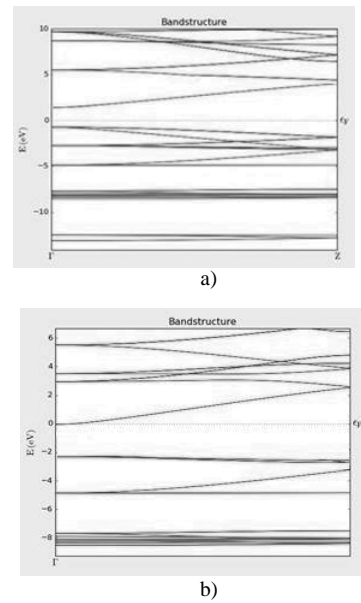 Bandstructure
10
5
0
−5
−10
E (eV)
εF
Γ
Z
a)
Bandstructure
6
4
2
0
−2
−4
−6
−8
E (eV)
εF
Γ
b)